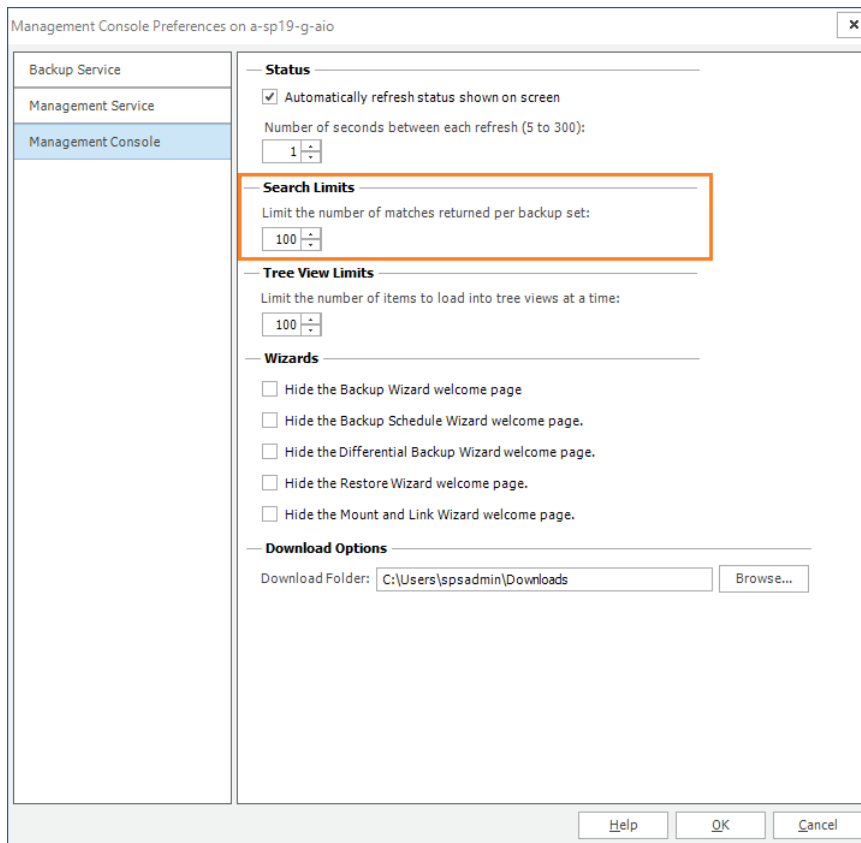 Management Console Preferences on a-sp19-g-aio
Backup Service
Management Service
Management Console
Status
Automatically refresh status shown on screen
Number of seconds between each refresh (5 to 300):
1
Search Limits
Limit the number of matches returned per backup set:
100
Tree View Limits
Limit the number of items to load into tree views at a time:
100
Wizards
Hide the Backup Wizard welcome page
Hide the Backup Schedule Wizard welcome page.
Hide the Differential Backup Wizard welcome page.
Hide the Restore Wizard welcome page.
Hide the Mount and Link Wizard welcome page.
Download Options
Download Folder: C:\Users\spsadmin\Downloads Browse...
Help OK Cancel